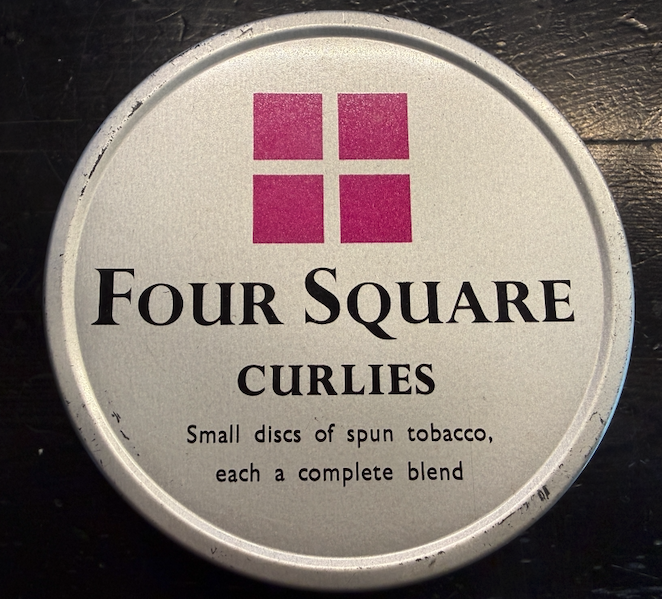 FOUR SQUARE
CURLIES
Small discs of spun tobacco,
each a complete blend